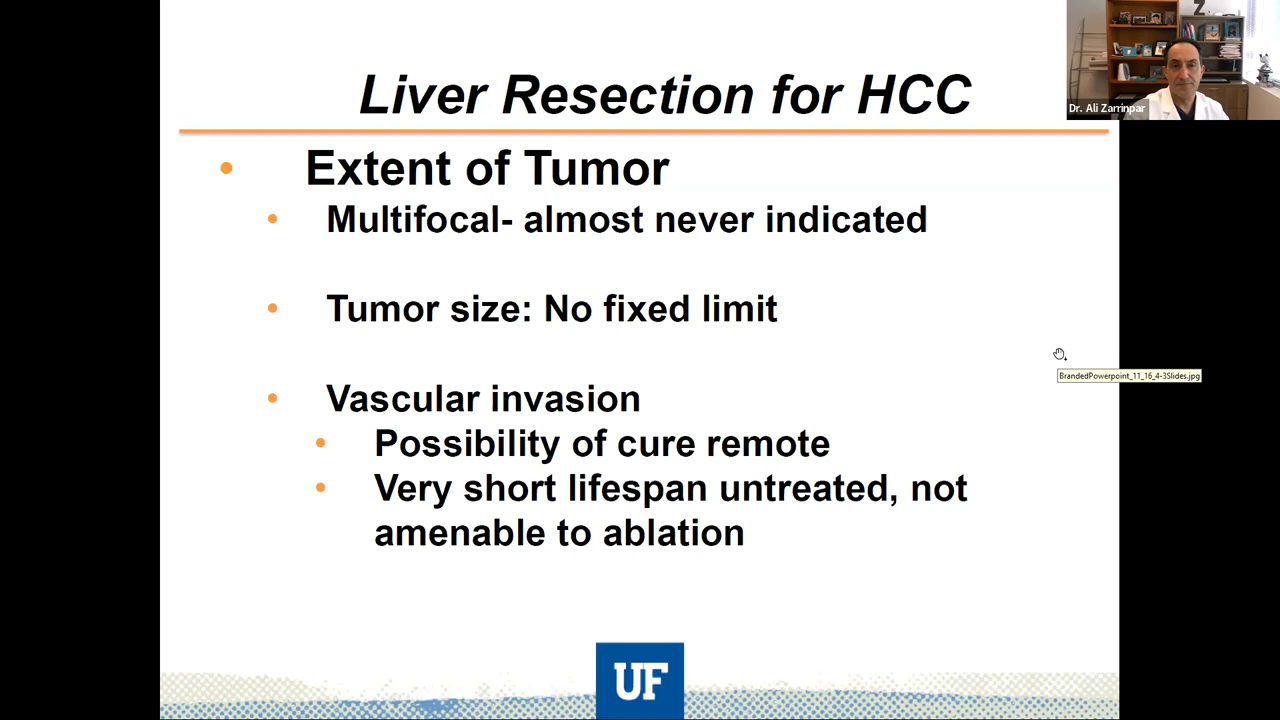 Liver Resection for HCC
Z
Dr. Ali Zarrinpar
• Extent of Tumor
• Multifocal- almost never indicated
• Tumor size: No fixed limit
BrandedPowerpoint_11_16_4-3Slides.jpg
• Vascular invasion
• Possibility of cure remote
• Very short lifespan untreated, not
amenable to ablation
UF